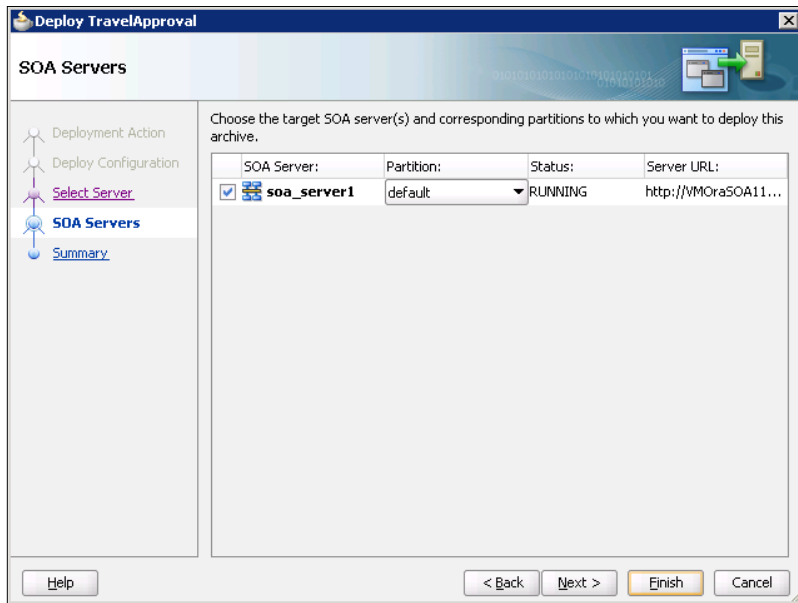 Deploy TravelApproval
SOA Servers
Deployment Action
Deploy Configuration
Select Server
SOA Servers
Summary
Choose the target SOA server(s) and corresponding partitions to which you want to deploy this
archive.
SOA Server: Partition: Status: Server URL:
soa_server1 default RUNNING http://VMOraSOA11...
Help < Back Next > Finish Cancel